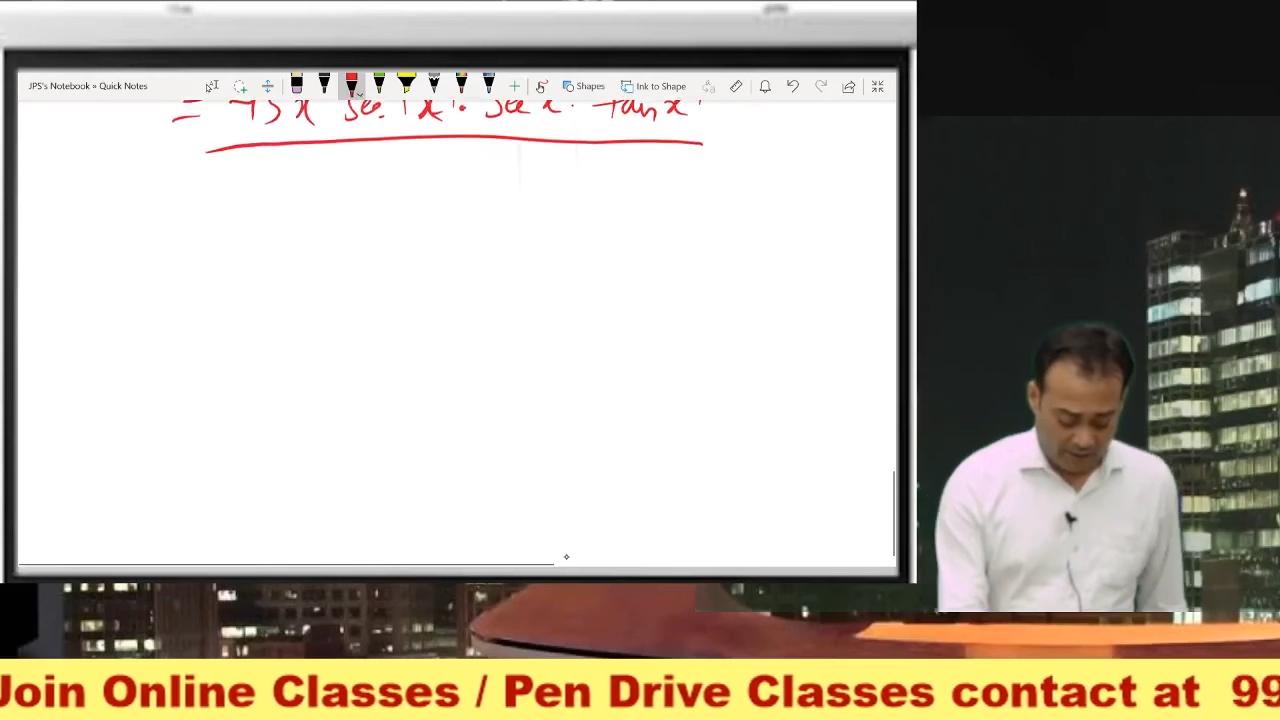 JPS's Notebook » Quick Notes
Shapes
Ink to Shape
Join Online Classes / Pen Drive Classes contact at 99